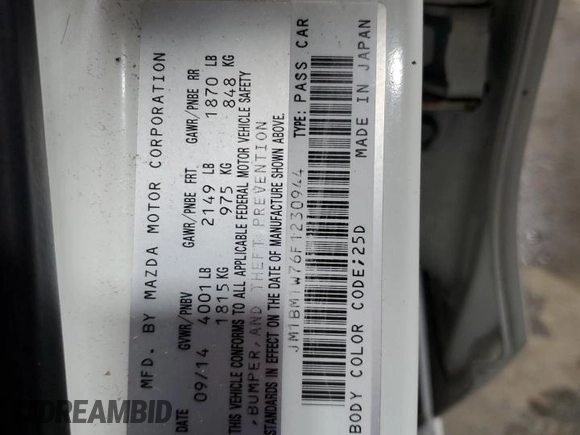 MFD. BY MAZDA MOTOR CORPORATION
DATE GVWR/PNBV GAWR/PNBE FRT GAWR/PNBE RR
09/14 4001 LB 2149 LB 1870 LB
1815 KG 975 KG 848 KG
THIS VEHICLE CONFORMS TO ALL APPLICABLE FEDERAL MOTOR VEHICLE SAFETY
,BUMPER, AND THEFT PREVENTION
STANDARDS IN EFFECT ON THE DATE OF MANUFACTURE SHOWN ABOVE.
JM1BM1W76F1230944 TYPE: PASS CAR
BODY COLOR CODE;25D MADE IN JAPAN
DREAMBID